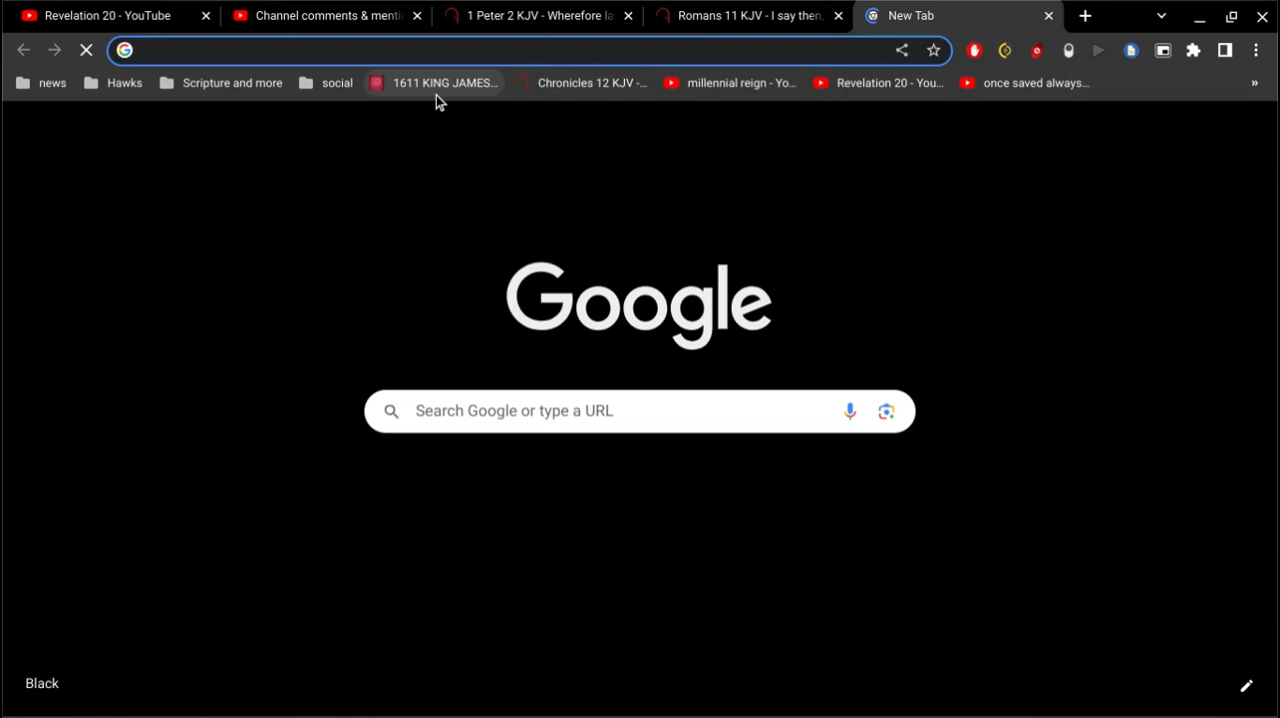 Revelation 20 - YouTube
Channel comments & menti
1 Peter 2 KJV - Wherefore la
Romans 11 KJV - I say then,
New Tab
news
Hawks
Scripture and more
social
1611 KING JAMES...
Chronicles 12 KJV -...
millennial reign - Yo...
Revelation 20 - You...
once saved always...
Google
Search Google or type a URL
Black